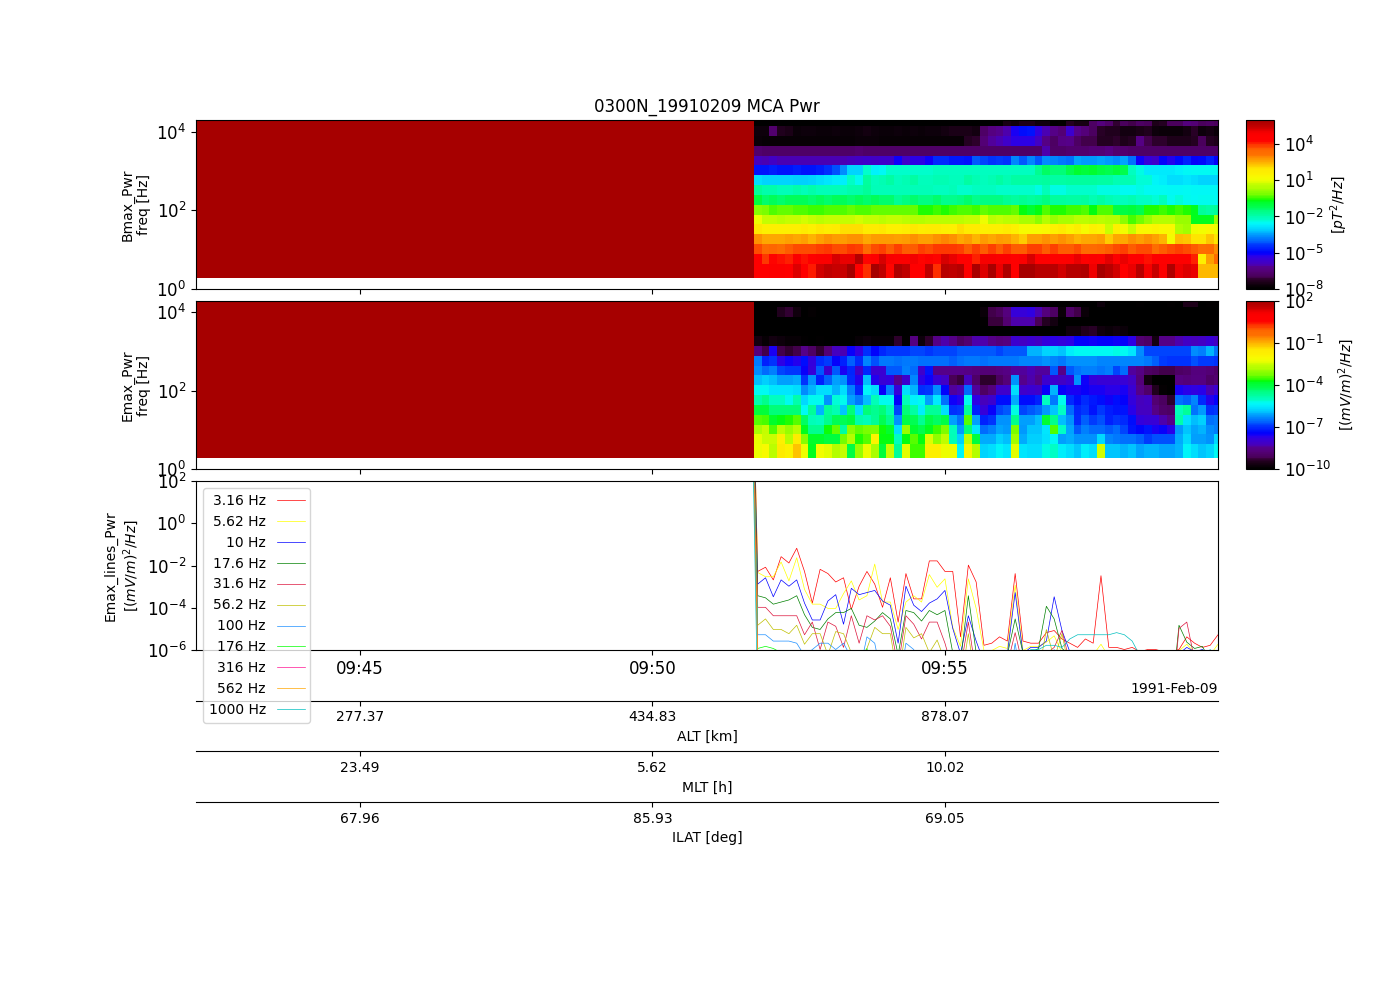 0300N_19910209 MCA Pwr
Bmax_Pwr
freq [Hz]
10^4
10^2
10^0
10^4
10^1
10^-2
10^-5
10^-8
[pT^2/Hz]
Emax_Pwr
freq [Hz]
10^4
10^2
10^0
10^2
10^-1
10^-4
10^-7
10^-10
[(mV/m)^2/Hz]
Emax_lines_Pwr
[(mV/m)^2/Hz]
10^2
10^0
10^-2
10^-4
10^-6
3.16 Hz
5.62 Hz
10 Hz
17.6 Hz
31.6 Hz
56.2 Hz
100 Hz
176 Hz
316 Hz
562 Hz
1000 Hz
09:45 09:50 09:55
1991-Feb-09
277.37 434.83 878.07
ALT [km]
23.49 5.62 10.02
MLT [h]
67.96 85.93 69.05
ILAT [deg]